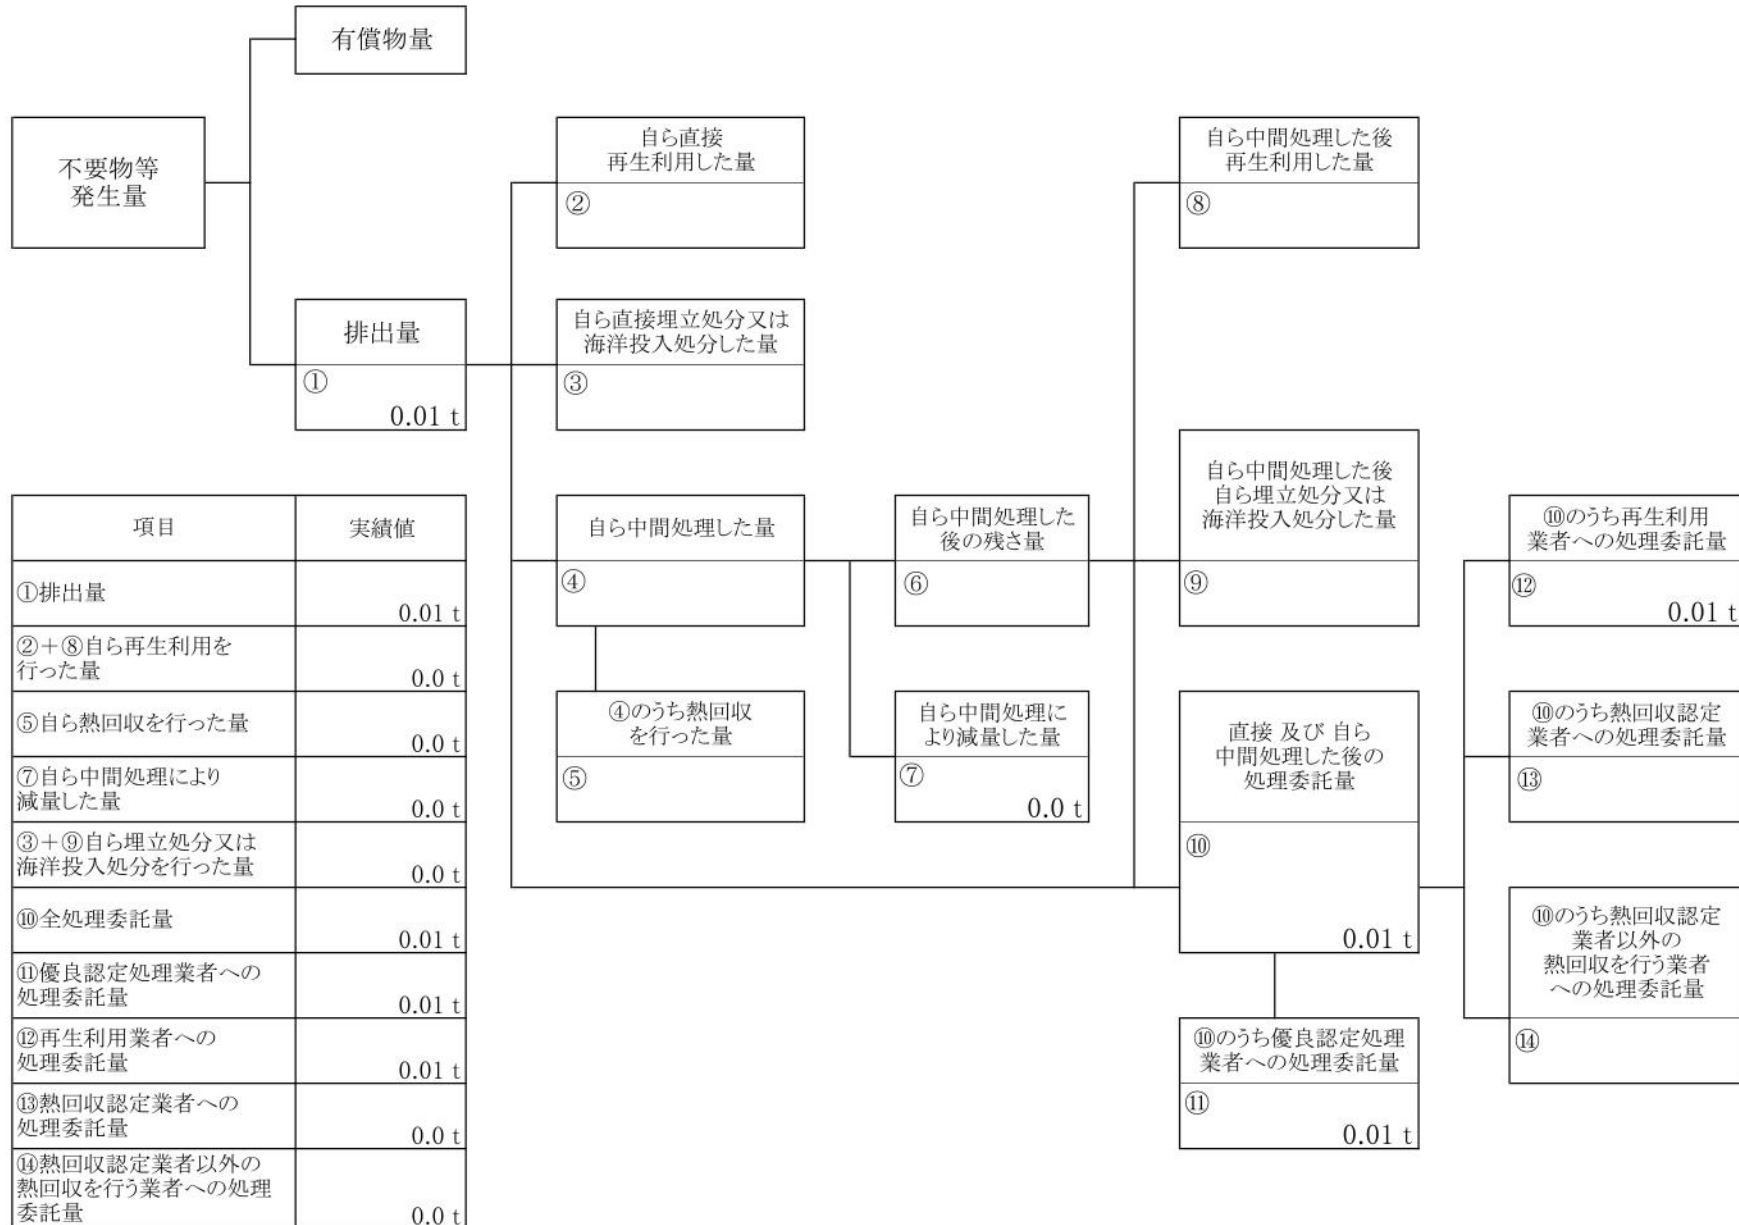 有償物量
不要物等
発生量
排出量
①
0.01 t
自ら直接
再生利用した量
②
自ら直接埋立処分又は
海洋投入処分した量
③
自ら中間処理した量
④
④のうち熱回収
を行った量
⑤
自ら中間処理した
後の残さ量
⑥
自ら中間処理に
より減量した量
⑦
0.0 t
自ら中間処理した後
再生利用した量
⑧
自ら中間処理した後
自ら埋立処分又は
海洋投入処分した量
⑨
直接 及び 自ら
中間処理した後の
処理委託量
⑩
0.01 t
⑩のうち優良認定処理
業者への処理委託量
⑪
0.01 t
⑩のうち再生利用
業者への処理委託量
⑫
0.01 t
⑩のうち熱回収認定
業者への処理委託量
⑬
⑩のうち熱回収認定
業者以外の
熱回収を行う業者
への処理委託量
⑭
項目
実績値
①排出量
0.01 t
②+⑧自ら再生利用を
行った量
0.0 t
⑤自ら熱回収を行った量
0.0 t
⑦自ら中間処理により
減量した量
0.0 t
③+⑨自ら埋立処分又は
海洋投入処分を行った量
0.0 t
⑩全処理委託量
0.01 t
⑪優良認定処理業者への
処理委託量
0.01 t
⑫再生利用業者への
処理委託量
0.01 t
⑬熱回収認定業者への
処理委託量
0.0 t
⑭熱回収認定業者以外の
熱回収を行う業者への処理
委託量
0.0 t